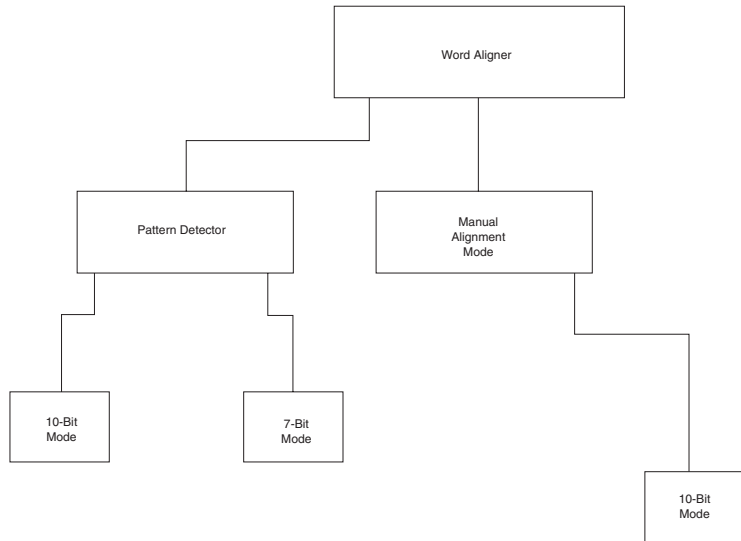 Word Aligner
Pattern Detector
Manual
Alignment
Mode
10-Bit
Mode
7-Bit
Mode
10-Bit
Mode